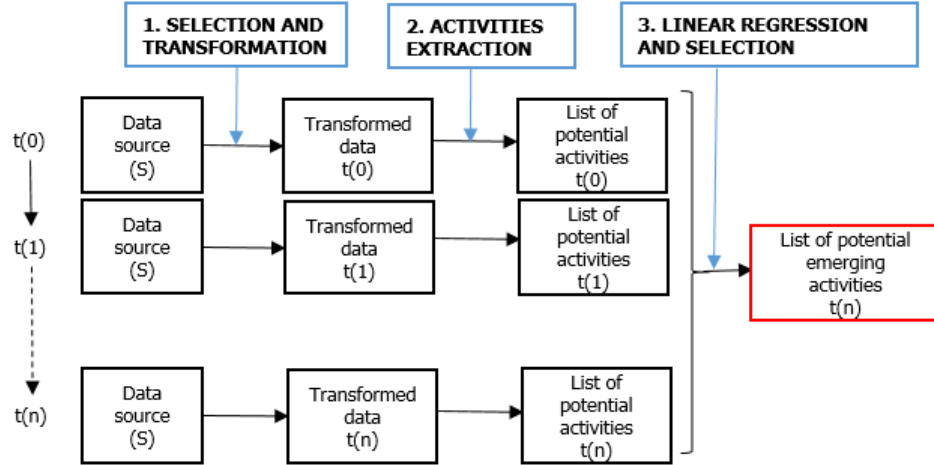 1. SELECTION AND
TRANSFORMATION
2. ACTIVITIES
EXTRACTION
3. LINEAR REGRESSION
AND SELECTION
t(0)
Data
source
(S)
Transformed
data
t(0)
List of
potential
activities
t(0)
t(1)
Data
source
(S)
Transformed
data
t(1)
List of
potential
activities
t(1)
List of potential
emerging
activities
t(n)
t(n)
Data
source
(S)
Transformed
data
t(n)
List of
potential
activities
t(n)